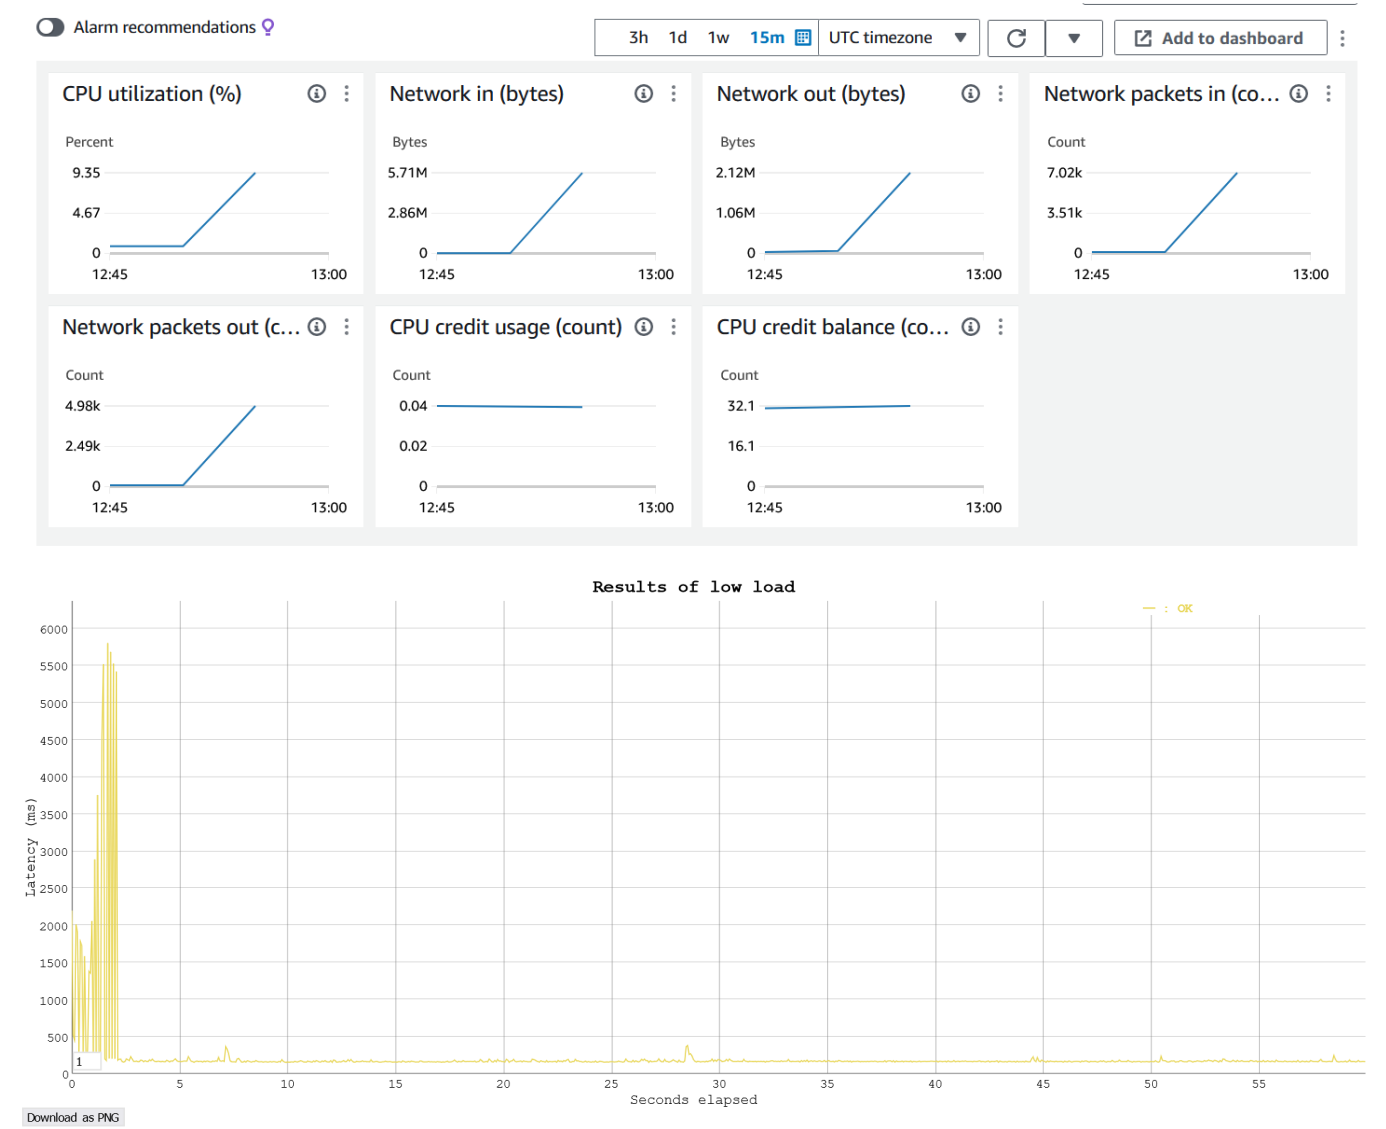 Alarm recommendations
3h 1d 1w 15m UTC timezone Add to dashboard
CPU utilization (%)
Percent
9.35
4.67
0
12:45 13:00
Network in (bytes)
Bytes
5.71M
2.86M
0
12:45 13:00
Network out (bytes)
Bytes
2.12M
1.06M
0
12:45 13:00
Network packets in (co...
Count
7.02k
3.51k
0
12:45 13:00
Network packets out (c...
Count
4.98k
2.49k
0
12:45 13:00
CPU credit usage (count)
Count
0.04
0.02
0
12:45 13:00
CPU credit balance (co...
Count
32.1
16.1
0
12:45 13:00
Results of low load
: OK
6000
5500
5000
4500
4000
3500
3000
2500
2000
1500
1000
500
0
Latency (ms)
1
0 5 10 15 20 25 30 35 40 45 50 55
Seconds elapsed
Download as PNG